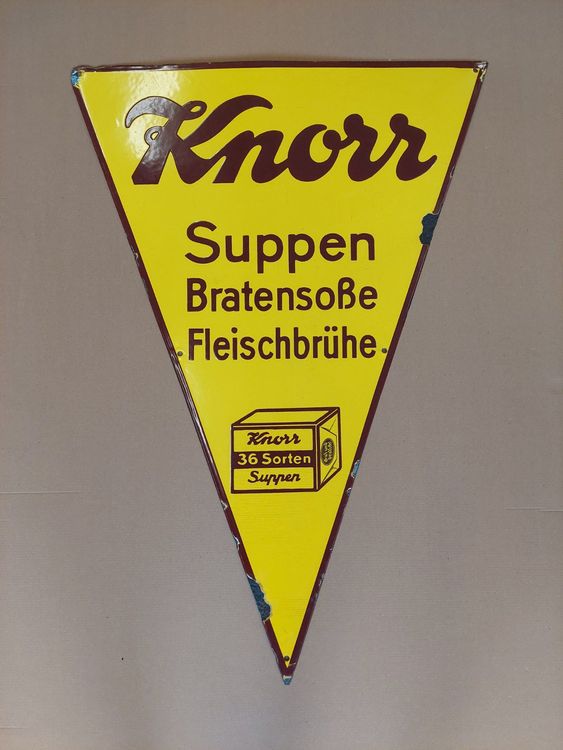 Knorr
Suppen
Bratensoße
Fleischbrühe
Knorr
36 Sorten
Suppen